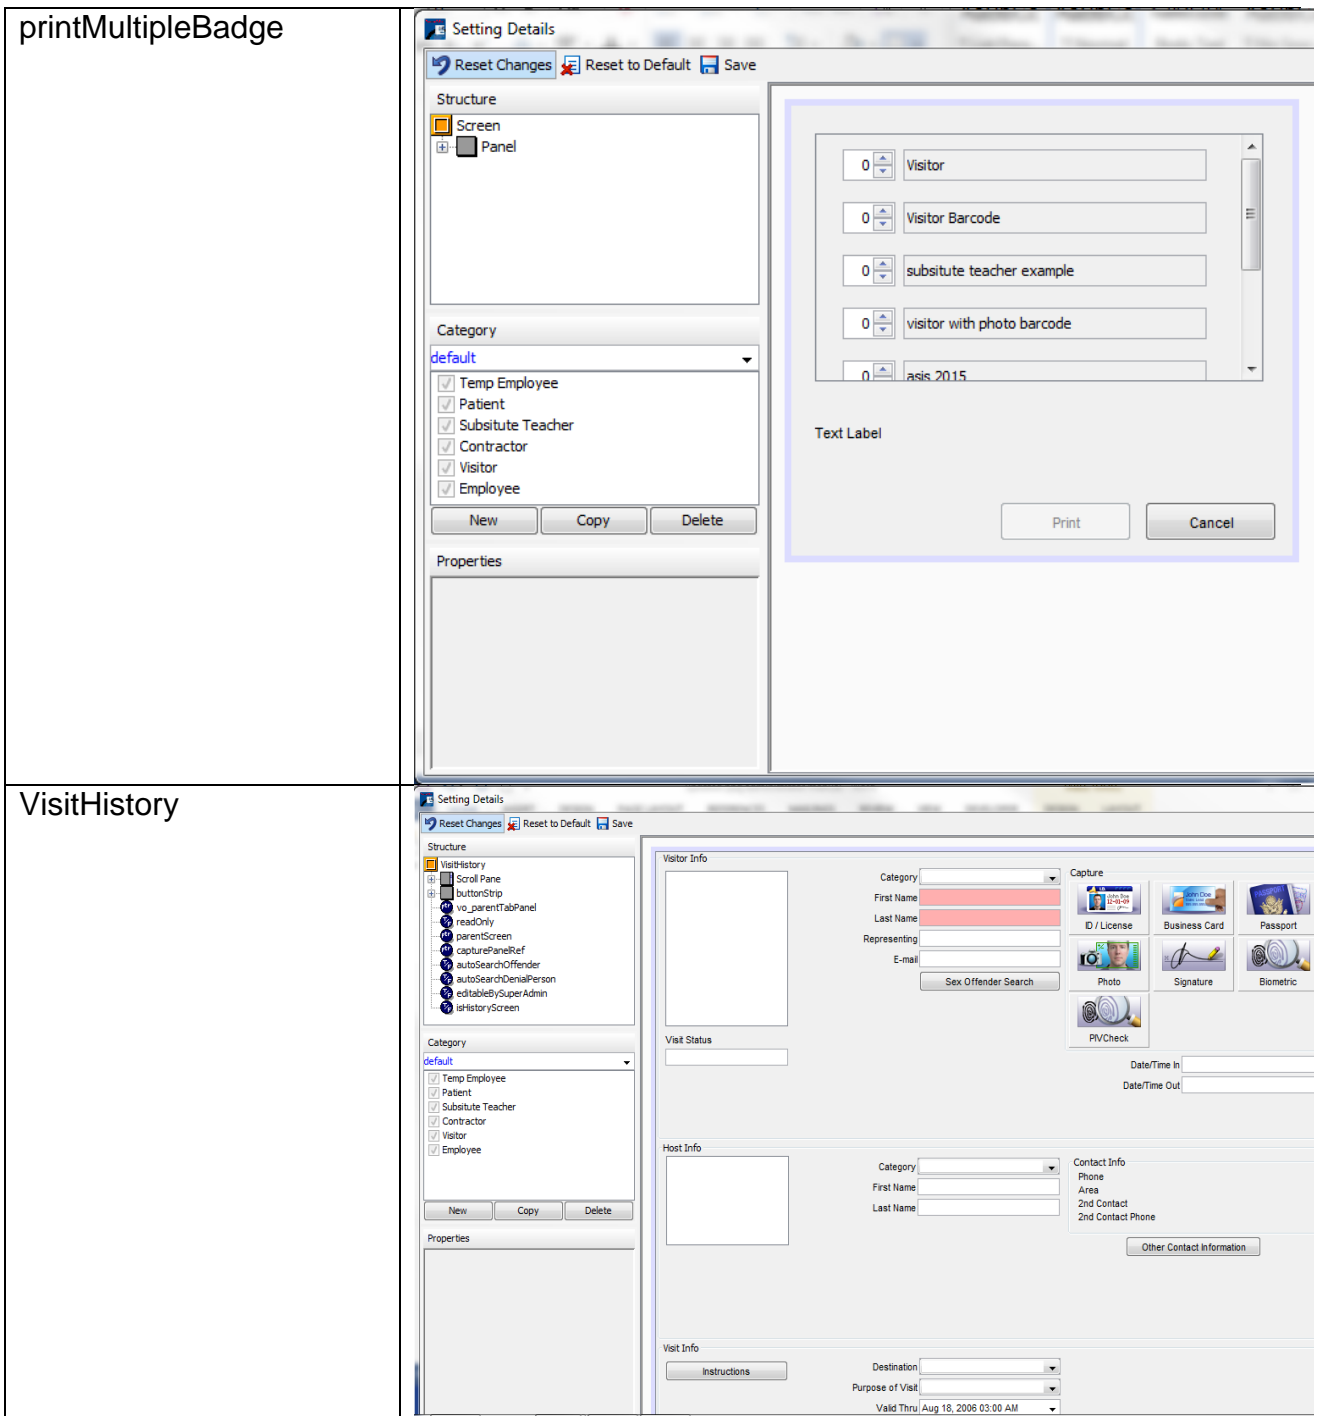 printMultipleBadge
Setting Details
Reset Changes Reset to Default Save
Structure
Screen
Panel
Category
default
Temp Employee
Patient
Subsitute Teacher
Contractor
Visitor
Employee
New Copy Delete
Properties
0 Visitor
0 Visitor Barcode
0 subsitute teacher example
0 visitor with photo barcode
0 asis 2015
Text Label
Print Cancel
VisitHistory
Setting Details
Reset Changes Reset to Default Save
Structure
VisitHistory
Scroll Pane
buttonStrip
vo_parentTabPanel
readOnly
parentScreen
capturePanelRef
autoSearchOffender
autoSearchDenialPerson
editableBySuperAdmin
isHistoryScreen
Category
default
Temp Employee
Patient
Subsitute Teacher
Contractor
Visitor
Employee
New Copy Delete
Properties
Visitor Info
Category
First Name
Last Name
Representing
E-mail
Sex Offender Search
Visit Status
Capture
ID / License Business Card Passport
Photo Signature Biometric
PIVCheck
Date/Time In
Date/Time Out
Host Info
Category
First Name
Last Name
Contact Info
Phone
Area
2nd Contact
2nd Contact Phone
Other Contact Information
Visit Info
Instructions
Destination
Purpose of Visit
Valid Thru Aug 18, 2006 03:00 AM